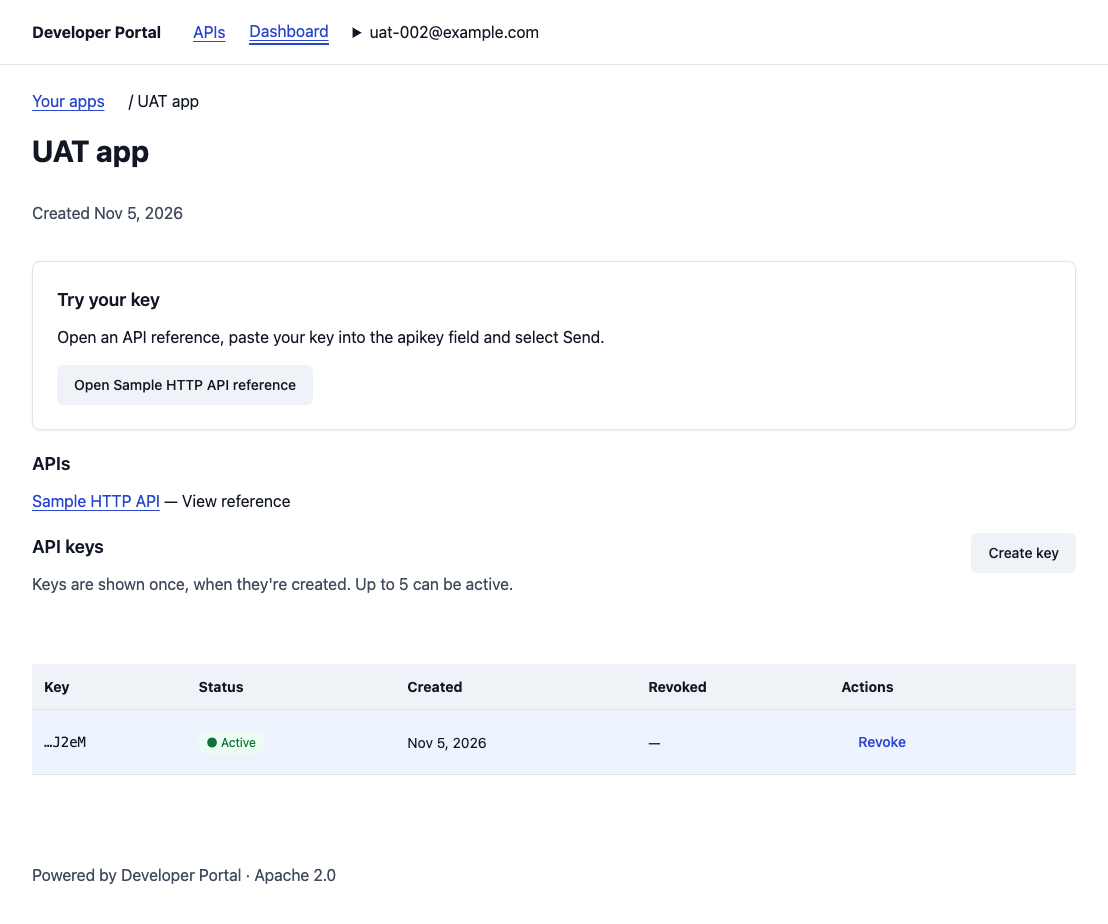 Developer Portal APIs Dashboard ▶ uat-002@example.com
Your apps / UAT app
UAT app
Created Nov 5, 2026
Try your key
Open an API reference, paste your key into the apikey field and select Send.
Open Sample HTTP API reference
APIs
Sample HTTP API — View reference
API keys
Create key
Keys are shown once, when they're created. Up to 5 can be active.
Key Status Created Revoked Actions
…J2eM Active Nov 5, 2026 — Revoke
Powered by Developer Portal · Apache 2.0